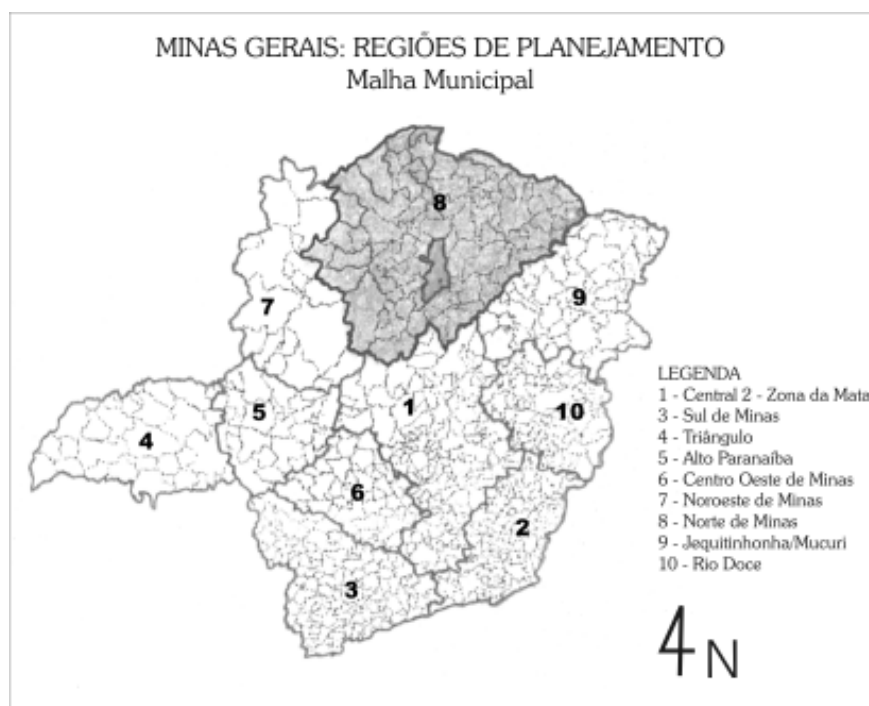 MINAS GERAIS: REGIÕES DE PLANEJAMENTO
Malha Municipal
8
7
9
1
10
5
4
6
2
3
LEGENDA
1 - Central 2 - Zona da Mata
3 - Sul de Minas
4 - Triângulo
5 - Alto Paranaíba
6 - Centro Oeste de Minas
7 - Noroeste de Minas
8 - Norte de Minas
9 - Jequitinhonha/Mucuri
10 - Rio Doce
N